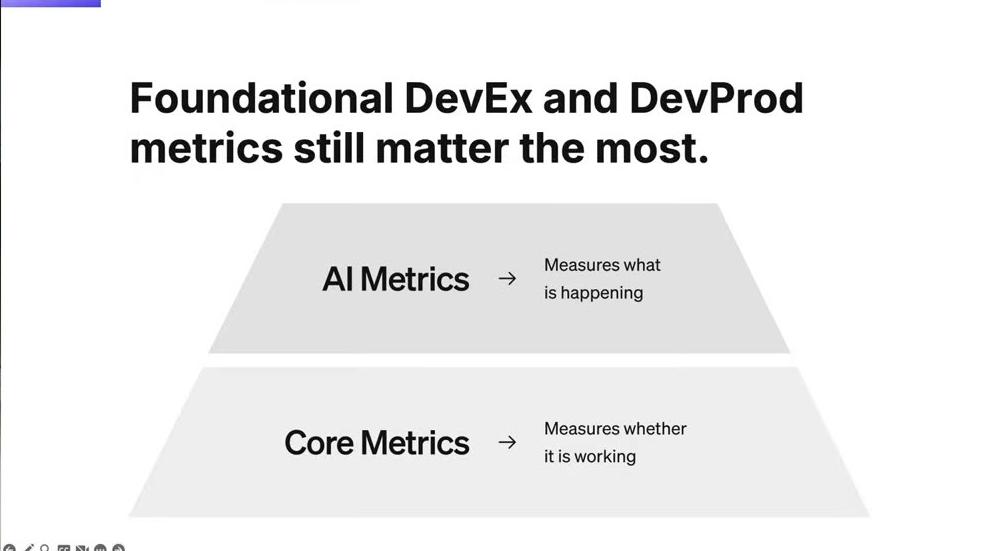 Foundational DevEx and DevProd
metrics still matter the most.
AI Metrics → Measures what
is happening
Core Metrics → Measures whether
it is working